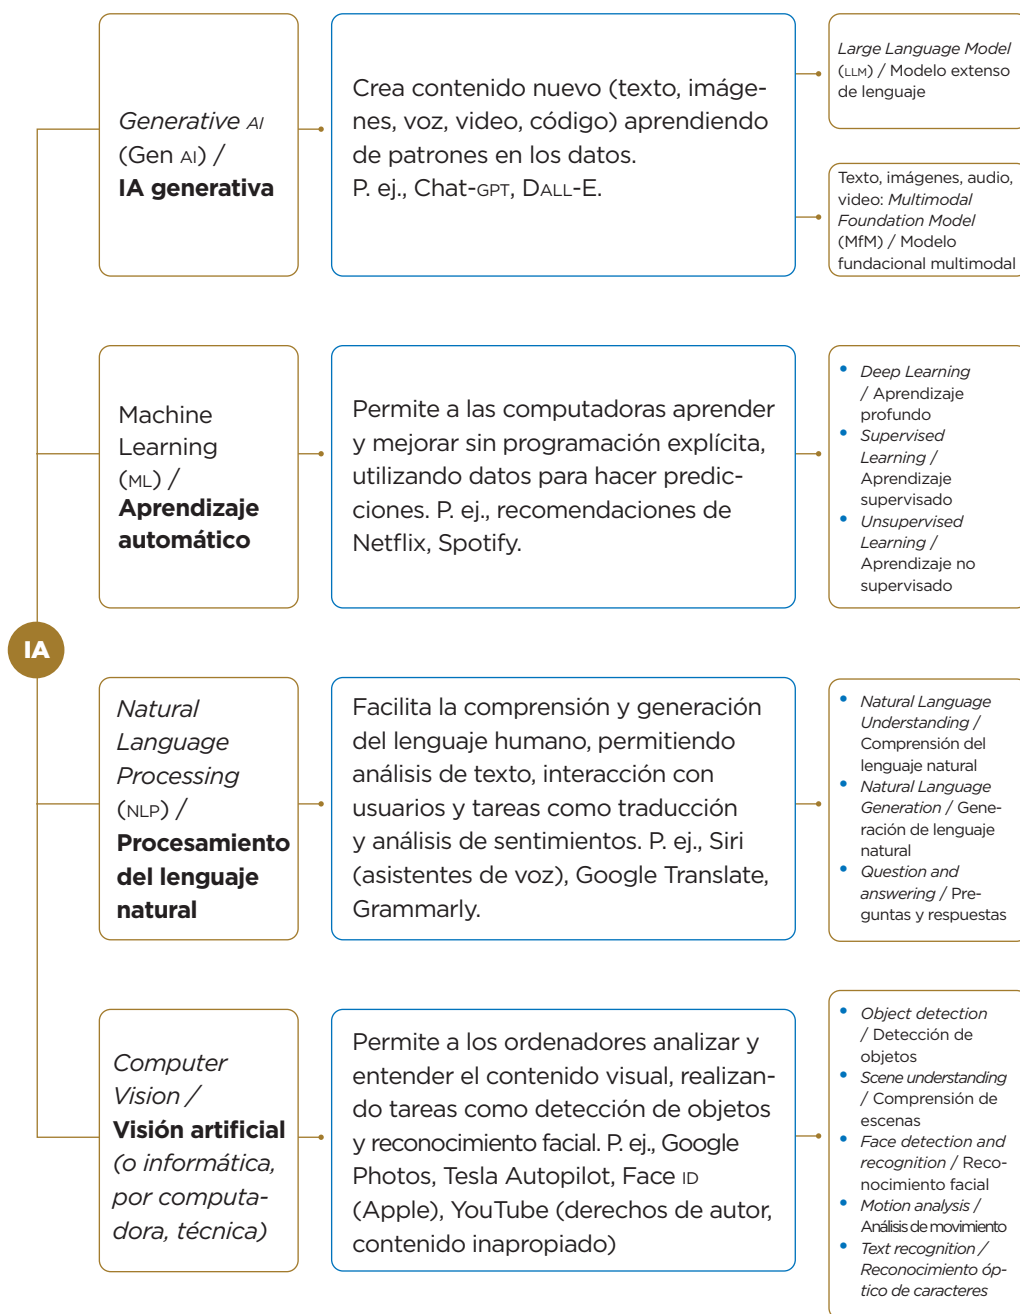 IA
Generative AI
(Gen AI) /
IA generativa
Crea contenido nuevo (texto, imáge-
nes, voz, video, código) aprendiendo
de patrones en los datos.
P. ej., Chat-GPT, DALL-E.
Large Language Model
(LLM) / Modelo extenso
de lenguaje
Texto, imágenes, audio,
video: Multimodal
Foundation Model
(MfM) / Modelo
fundacional multimodal
Machine
Learning
(ML) /
Aprendizaje
automático
Permite a las computadoras aprender
y mejorar sin programación explícita,
utilizando datos para hacer predic-
ciones. P. ej., recomendaciones de
Netflix, Spotify.
• Deep Learning
/ Aprendizaje
profundo
• Supervised
Learning /
Aprendizaje
supervisado
• Unsupervised
Learning /
Aprendizaje no
supervisado
Natural
Language
Processing
(NLP) /
Procesamiento
del lenguaje
natural
Facilita la comprensión y generación
del lenguaje humano, permitiendo
análisis de texto, interacción con
usuarios y tareas como traducción
y análisis de sentimientos. P. ej., Siri
(asistentes de voz), Google Translate,
Grammarly.
• Natural Language
Understanding /
Comprensión del
lenguaje natural
• Natural Language
Generation / Gene-
ración de lenguaje
natural
• Question and
answering / Pre-
guntas y respuestas
Computer
Vision /
Visión artificial
(o informática,
por computa-
dora, técnica)
Permite a los ordenadores analizar y
entender el contenido visual, realizan-
do tareas como detección de objetos
y reconocimiento facial. P. ej., Google
Photos, Tesla Autopilot, Face ID
(Apple), YouTube (derechos de autor,
contenido inapropiado)
• Object detection
/ Detección de
objetos
• Scene understanding
/ Comprensión de
escenas
• Face detection and
recognition / Reco-
nocimiento facial
• Motion analysis /
Análisis de movimiento
• Text recognition /
Reconocimiento óp-
tico de caracteres